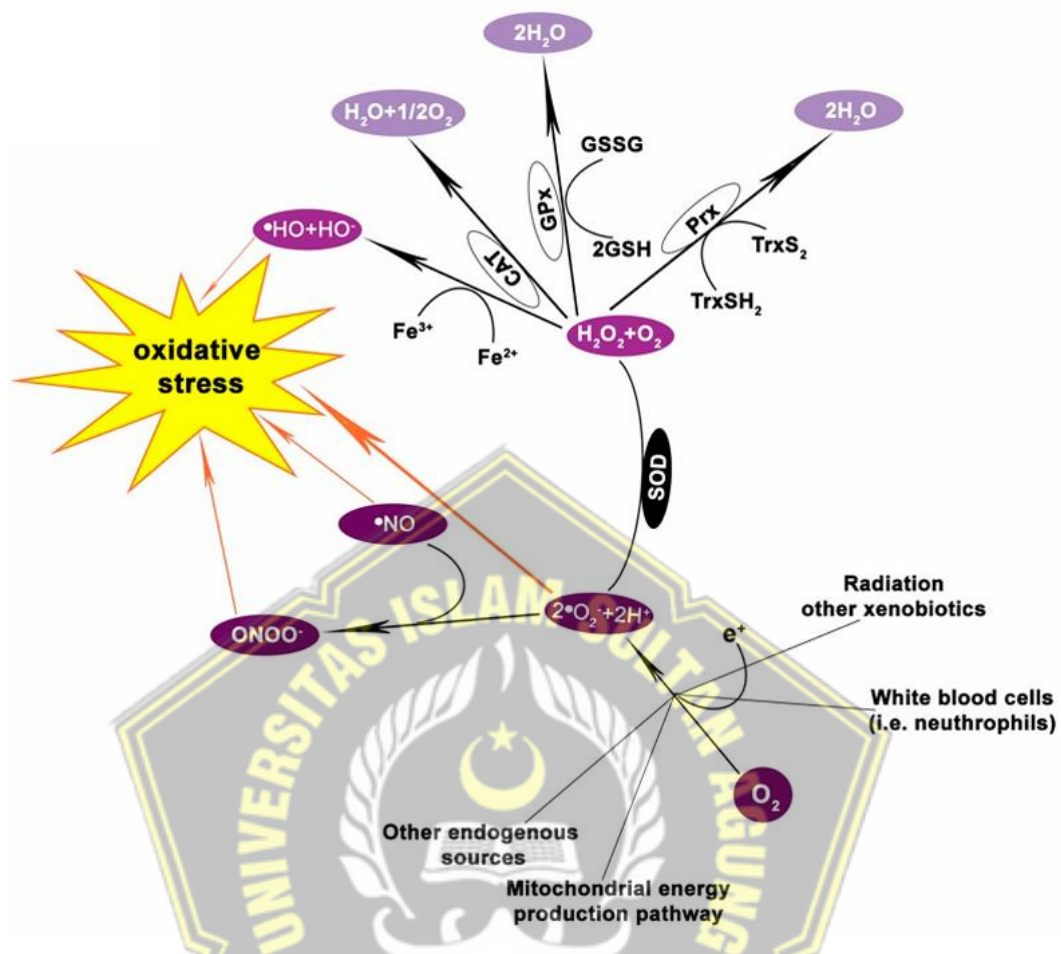 2H₂O
H₂O+1/2O₂
2H₂O
GSSG
GPx
2GSH
Prx
TrxS₂
TrxSH₂
•HO+HO⁻
CAT
Fe³⁺
Fe²⁺
H₂O₂+O₂
oxidative
stress
SOD
•NO
ONOO⁻
2•O₂⁻+2H⁺
e⁺
Radiation
other xenobiotics
White blood cells
(i.e. neuthrophils)
O₂
Other endogenous
sources
Mitochondrial energy
production pathway
UNIVERSITAS ISLAM SULTAN AGUNG